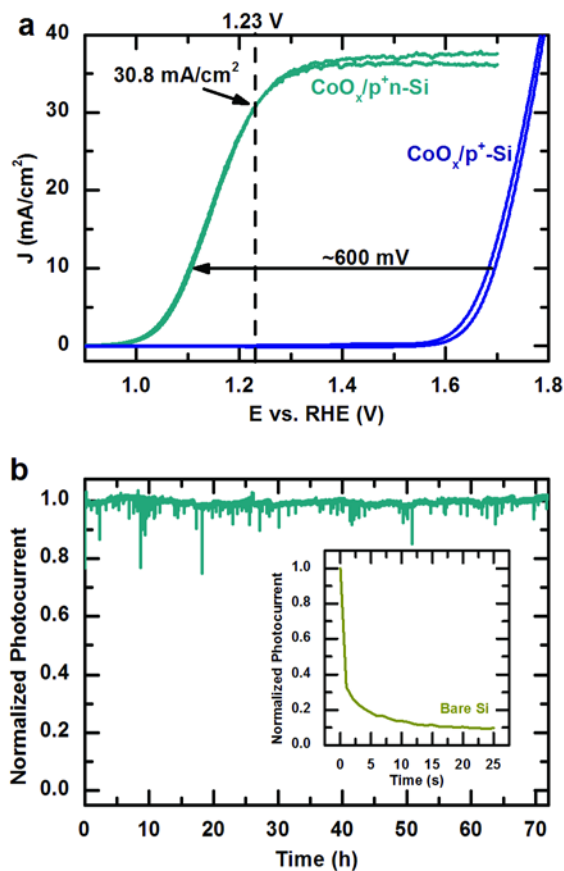 a
1.23 V
40
30
20
10
0
J (mA/cm²)
30.8 mA/cm²
CoOₓ/p⁺n-Si
CoOₓ/p⁺-Si
~600 mV
1.0
1.2
1.4
1.6
1.8
E vs. RHE (V)
b
1.0
0.8
0.6
0.4
0.2
0.0
Normalized Photocurrent
1.0
0.8
0.6
0.4
0.2
0.0
Normalized Photocurrent
Bare Si
0 5 10 15 20 25
Time (s)
0 10 20 30 40 50 60 70
Time (h)